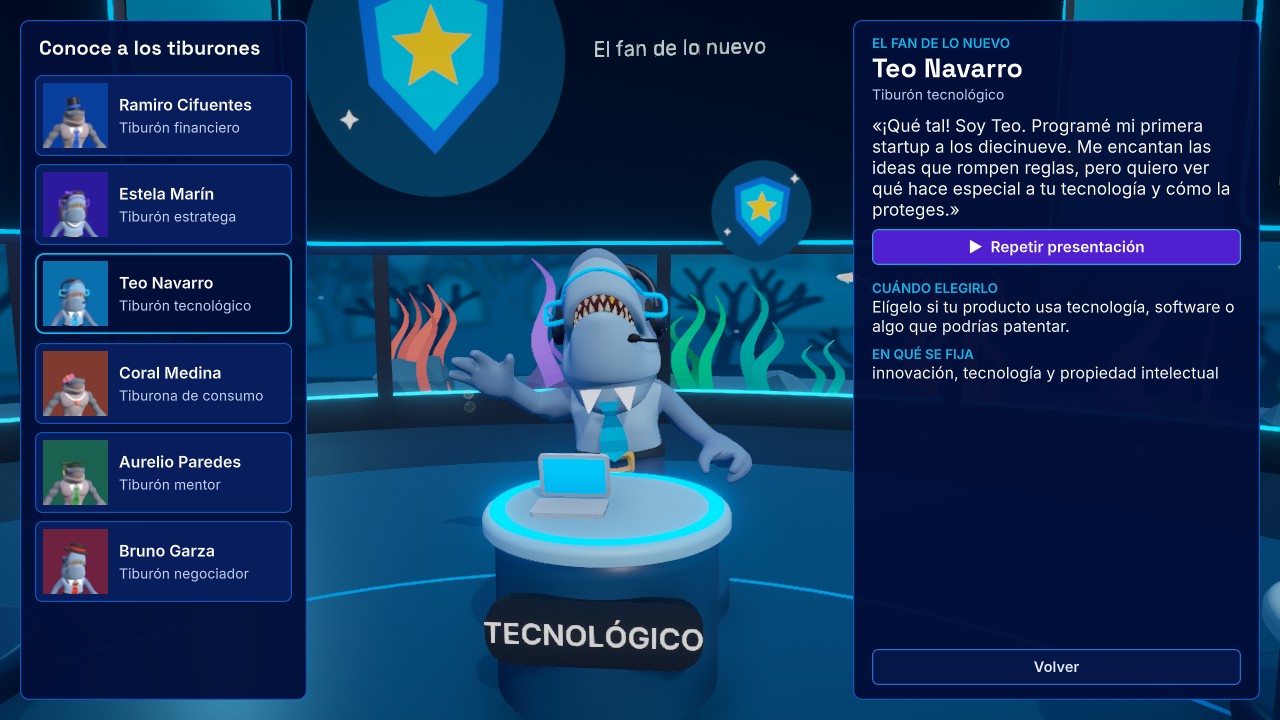 Conoce a los tiburones
Ramiro Cifuentes
Tiburón financiero
Estela Marín
Tiburón estratega
Teo Navarro
Tiburón tecnológico
Coral Medina
Tiburona de consumo
Aurelio Paredes
Tiburón mentor
Bruno Garza
Tiburón negociador
El fan de lo nuevo
TECNOLÓGICO
EL FAN DE LO NUEVO
Teo Navarro
Tiburón tecnológico
«¡Qué tal! Soy Teo. Programé mi primera
startup a los diecinueve. Me encantan las
ideas que rompen reglas, pero quiero ver
qué hace especial a tu tecnología y cómo la
proteges.»
Repetir presentación
CUÁNDO ELEGIRLO
Elígelo si tu producto usa tecnología, software o
algo que podrías patentar.
EN QUÉ SE FIJA
innovación, tecnología y propiedad intelectual
Volver